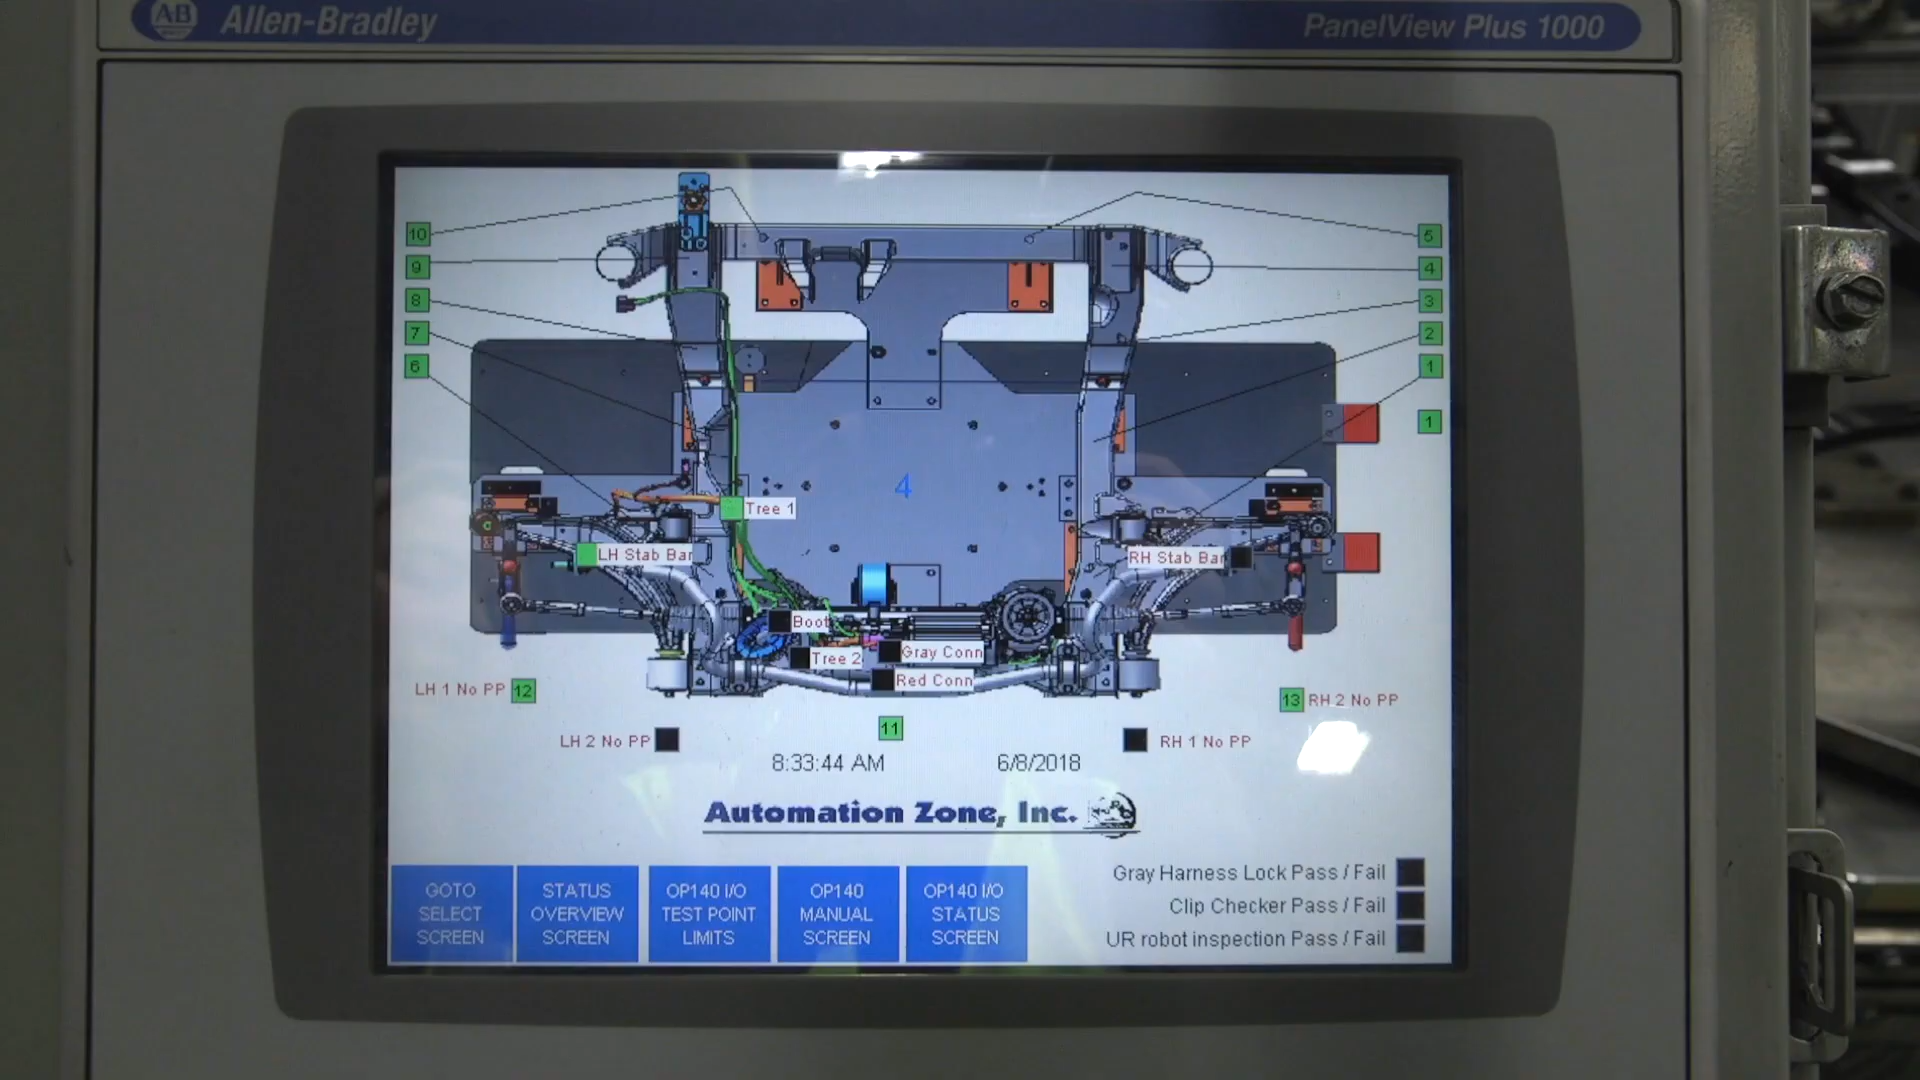 A·B Allen-Bradley
PanelView Plus 1000
10
9
8
7
6
5
4
3
2
1
1
4
Tree 1
LH Stab Bar
RH Stab Bar
Boot
Tree 2
Gray Conn
Red Conn
LH 1 No PP 12
13 RH 2 No PP
LH 2 No PP
11
RH 1 No PP
8:33:44 AM
6/8/2018
Automation Zone, Inc.
GOTO
SELECT
SCREEN
STATUS
OVERVIEW
SCREEN
OP140 I/O
TEST POINT
LIMITS
OP140
MANUAL
SCREEN
OP140 I/O
STATUS
SCREEN
Gray Harness Lock Pass / Fail
Clip Checker Pass / Fail
UR robot inspection Pass / Fail